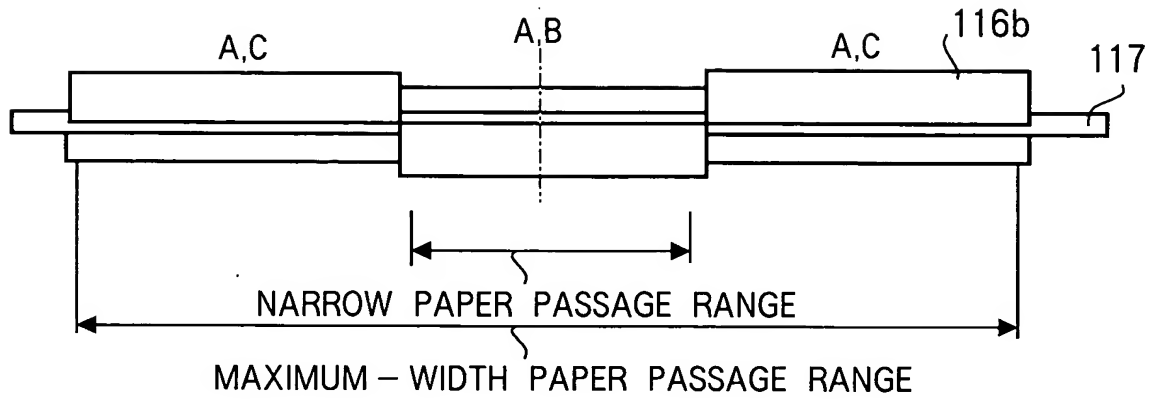 A,C
A,B
A,C
116b
117
NARROW PAPER PASSAGE RANGE
MAXIMUM – WIDTH PAPER PASSAGE RANGE